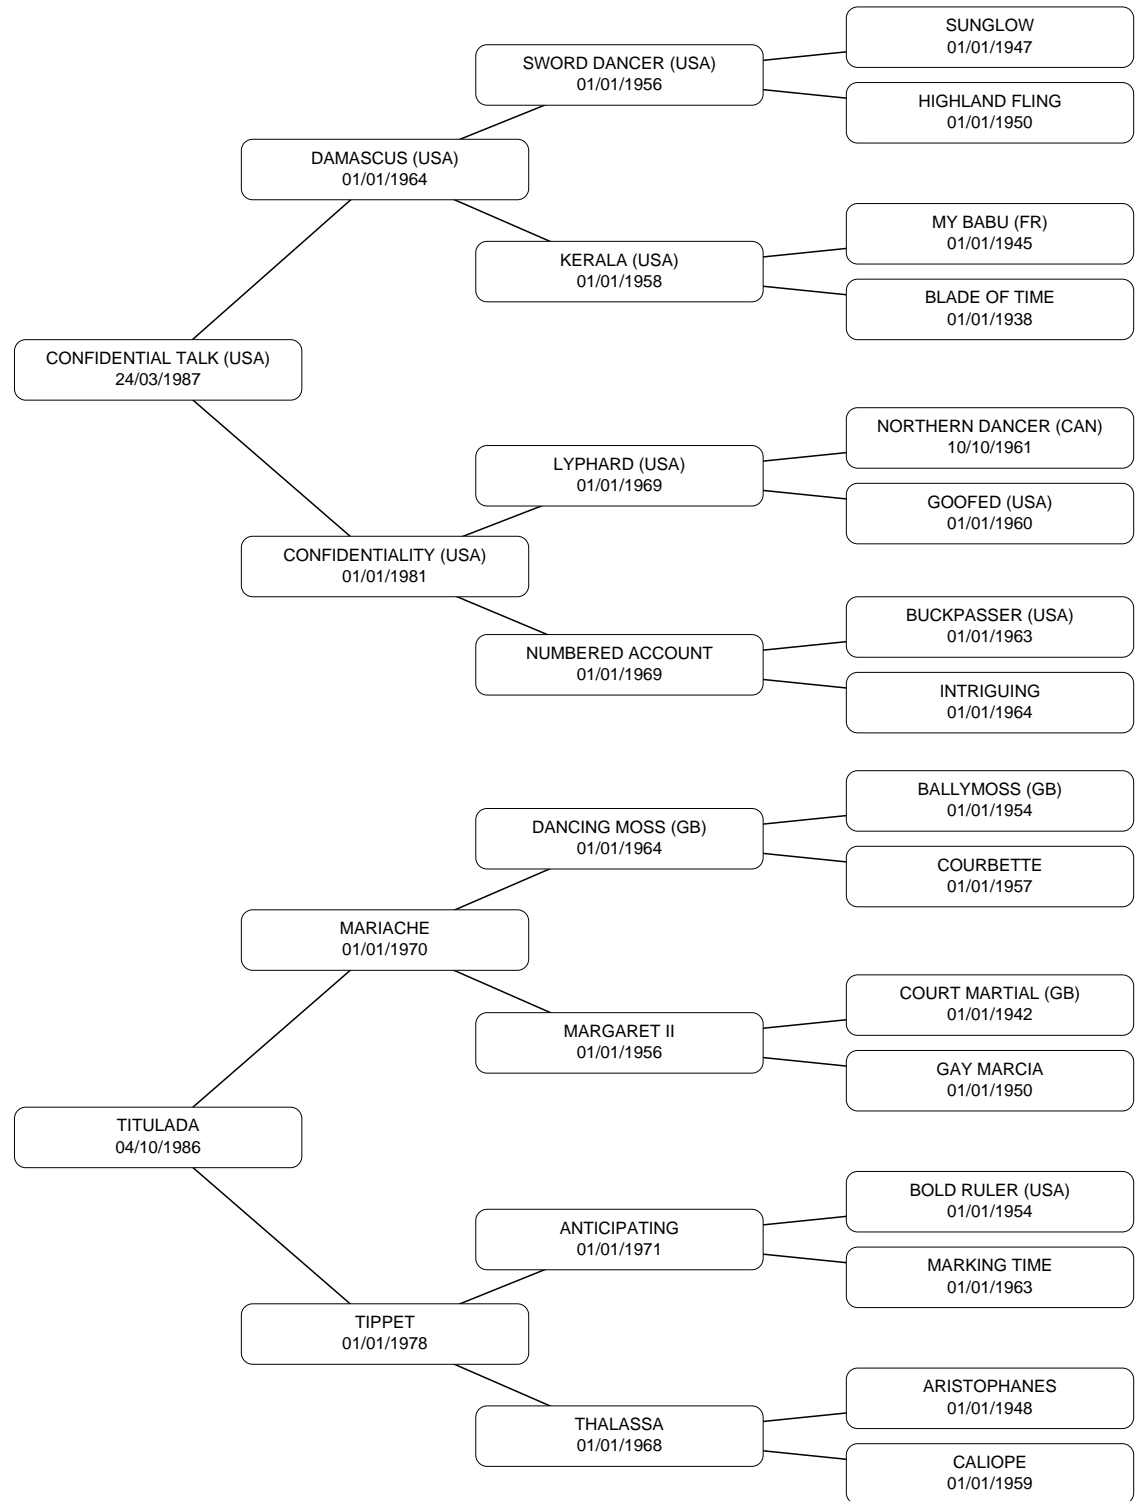 SUNGLOW
01/01/1947
SWORD DANCER (USA)
01/01/1956
HIGHLAND FLING
01/01/1950
DAMASCUS (USA)
01/01/1964
MY BABU (FR)
01/01/1945
KERALA (USA)
01/01/1958
BLADE OF TIME
01/01/1938
CONFIDENTIAL TALK (USA)
24/03/1987
NORTHERN DANCER (CAN)
10/10/1961
LYPHARD (USA)
01/01/1969
GOOFED (USA)
01/01/1960
CONFIDENTIALITY (USA)
01/01/1981
BUCKPASSER (USA)
01/01/1963
NUMBERED ACCOUNT
01/01/1969
INTRIGUING
01/01/1964
BALLYMOSS (GB)
01/01/1954
DANCING MOSS (GB)
01/01/1964
COURBETTE
01/01/1957
MARIACHE
01/01/1970
COURT MARTIAL (GB)
01/01/1942
MARGARET II
01/01/1956
GAY MARCIA
01/01/1950
TITULADA
04/10/1986
BOLD RULER (USA)
01/01/1954
ANTICIPATING
01/01/1971
MARKING TIME
01/01/1963
TIPPET
01/01/1978
ARISTOPHANES
01/01/1948
THALASSA
01/01/1968
CALIOPE
01/01/1959